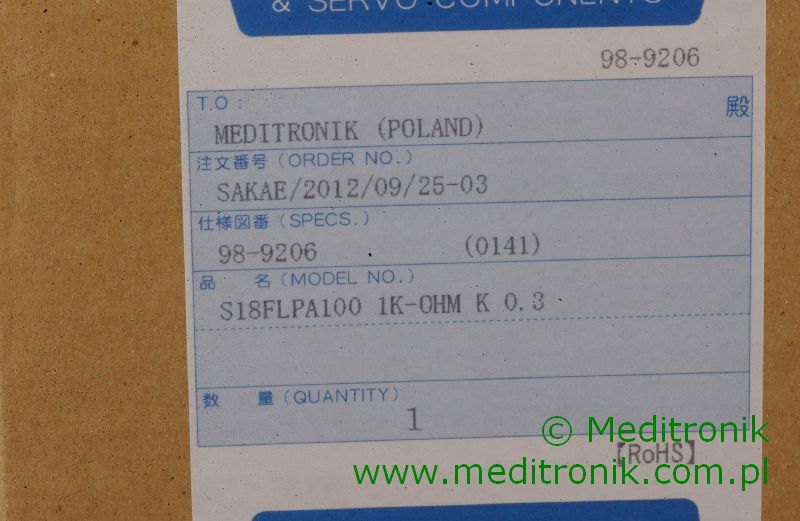 & SERVO COMPONENTS
98-9206
T.O :
殿
MEDITRONIK (POLAND)
注文番号 (ORDER NO.)
SAKAE/2012/09/25-03
仕様図番 (SPECS.)
98-9206 (0141)
品 名 (MODEL NO.)
S18FLPA100 1K-OHM K 0.3
数 量 (QUANTITY)
1
© Meditronik
【RoHS】
www.meditronik.com.pl